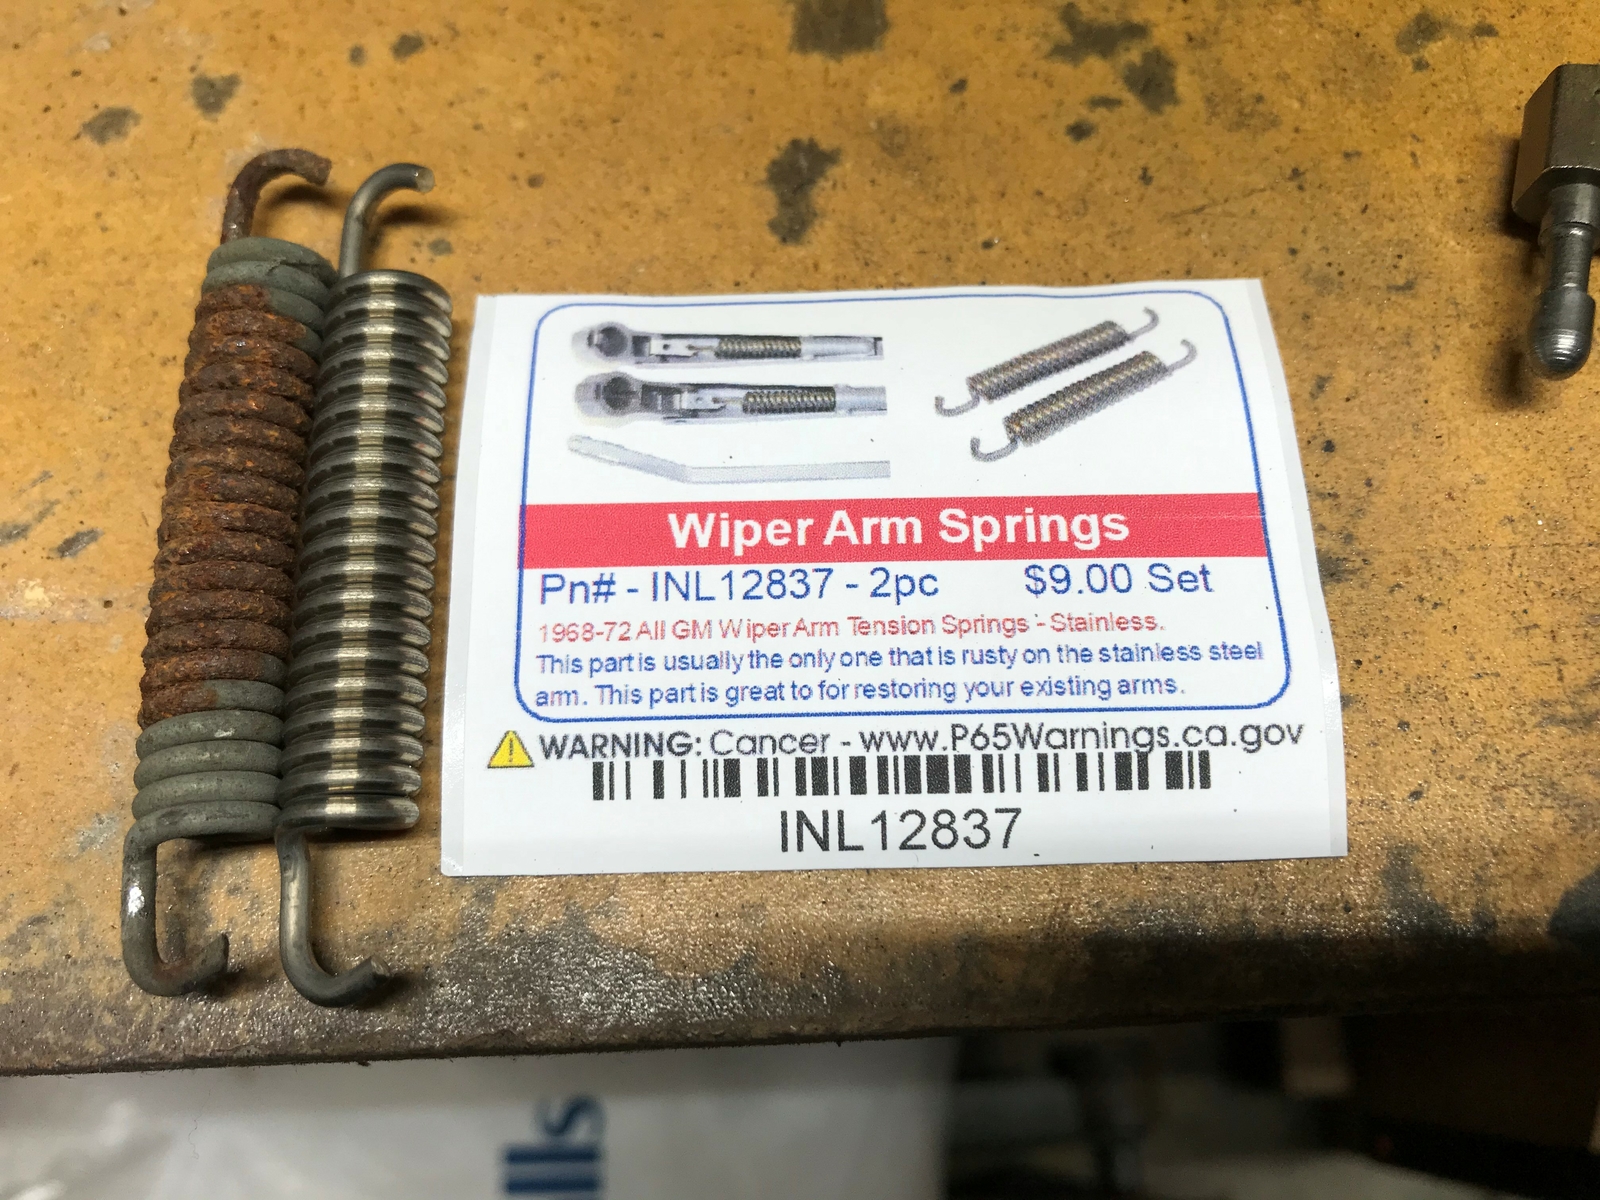 Wiper Arm Springs
Pn# - INL12837 - 2pc $9.00 Set
1968-72 All GM Wiper Arm Tension Springs - Stainless.
This part is usually the only one that is rusty on the stainless steel
arm. This part is great to for restoring your existing arms.
WARNING: Cancer - www.P65Warnings.ca.gov
INL12837
lls